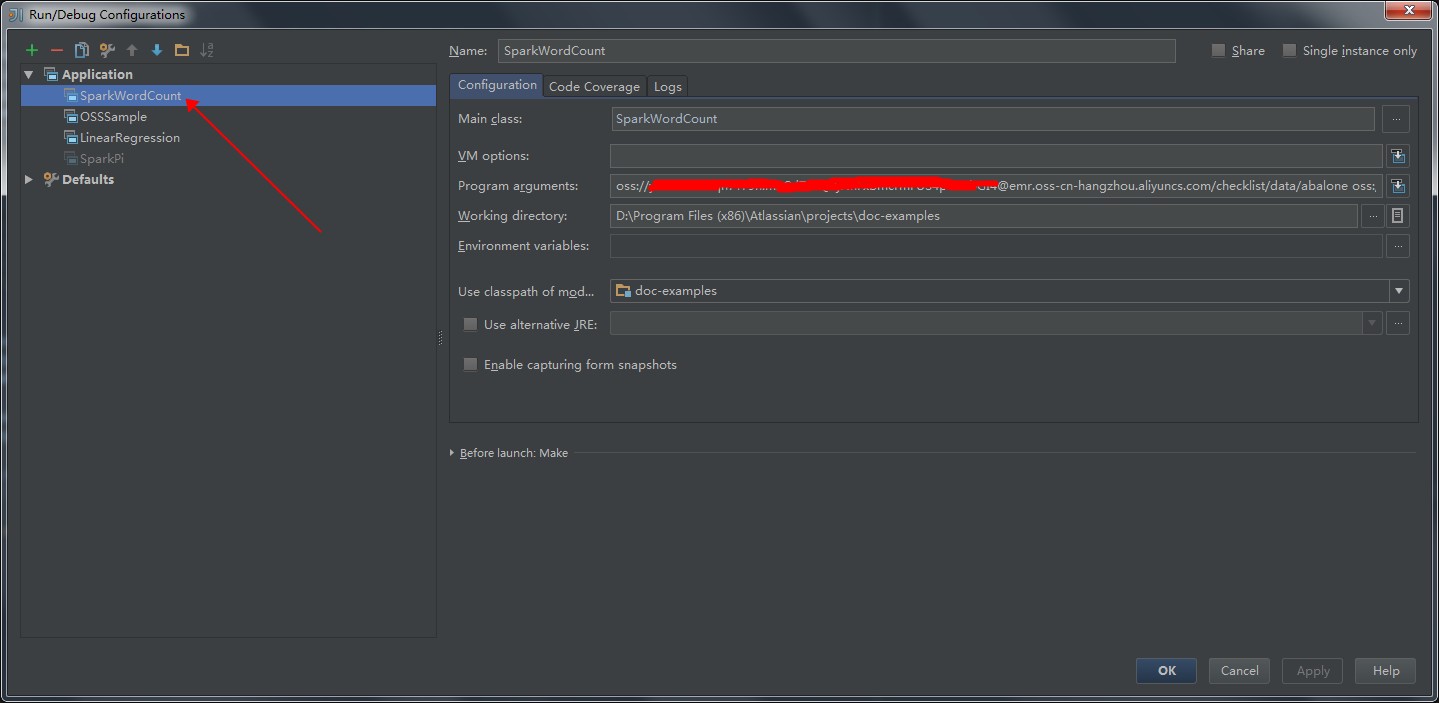 Run/Debug Configurations
Application
SparkWordCount
OSSSample
LinearRegression
SparkPi
Defaults
Name: SparkWordCount
Share
Single instance only
Configuration Code Coverage Logs
Main class: SparkWordCount
VM options:
Program arguments: oss:// @emr.oss-cn-hangzhou.aliyuncs.com/checklist/data/abalone oss:
Working directory: D:\Program Files (x86)\Atlassian\projects\doc-examples
Environment variables:
Use classpath of mod... doc-examples
Use alternative JRE:
Enable capturing form snapshots
Before launch: Make
OK Cancel Apply Help